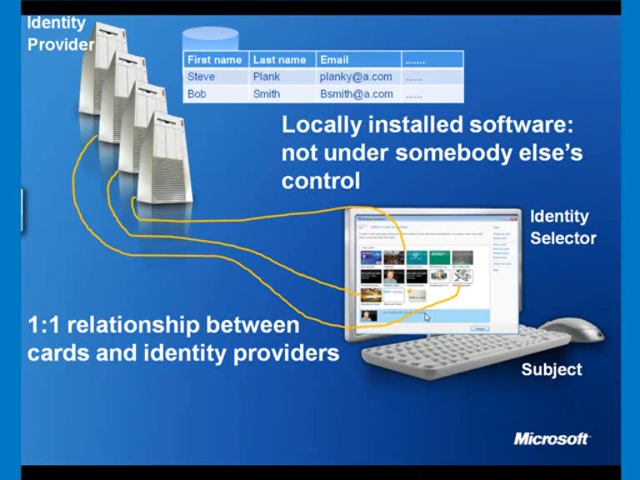 Identity
Provider
First name Last name Email .......
Steve Plank planky@a.com ......
Bob Smith Bsmith@a.com ......
Locally installed software:
not under somebody else's
control
Identity
Selector
1:1 relationship between
cards and identity providers
Subject
Microsoft